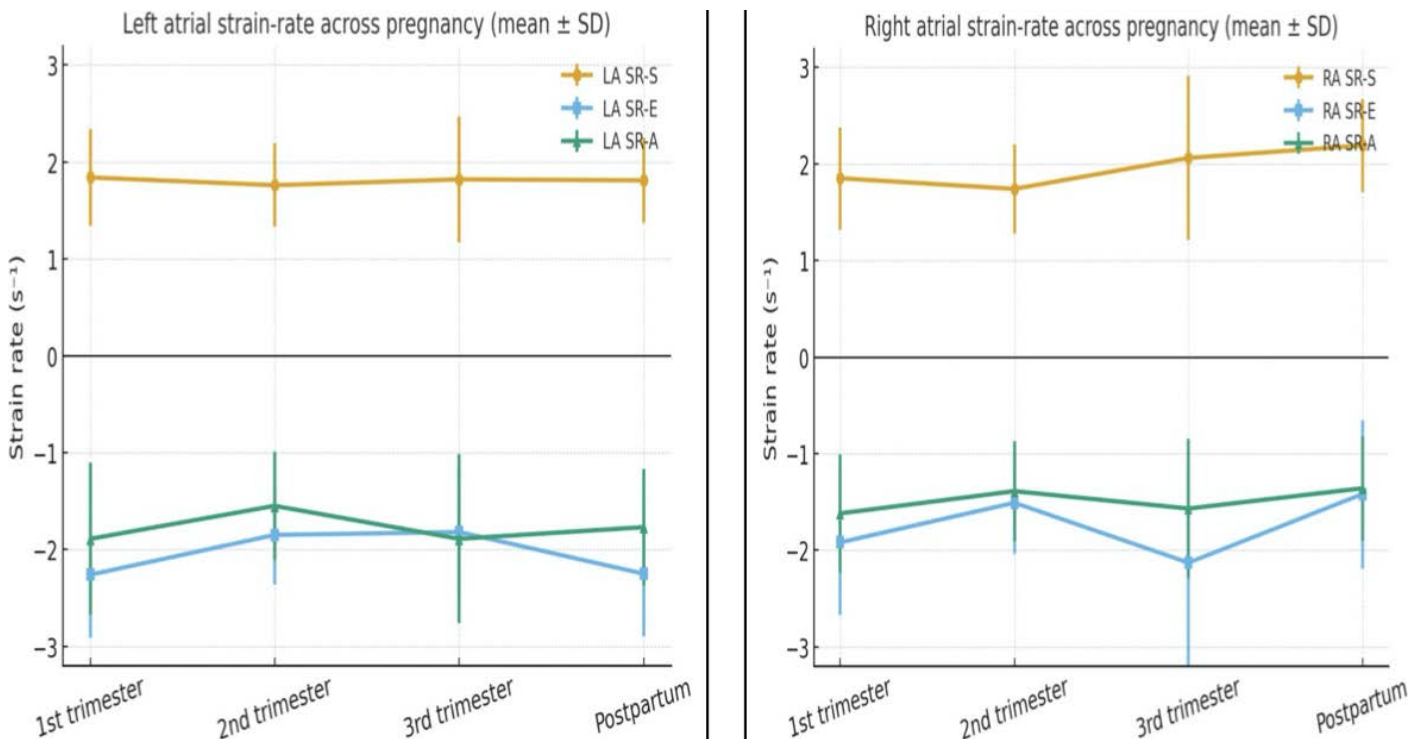 Left atrial strain-rate across pregnancy (mean ± SD)
LA SR-S
LA SR-E
LA SR-A
Strain rate (s⁻¹)
3
2
1
0
−1
−2
−3
1st trimester
2nd trimester
3rd trimester
Postpartum
Right atrial strain-rate across pregnancy (mean ± SD)
RA SR-S
RA SR-E
RA SR-A
Strain rate (s⁻¹)
3
2
1
0
−1
−2
−3
1st trimester
2nd trimester
3rd trimester
Postpartum